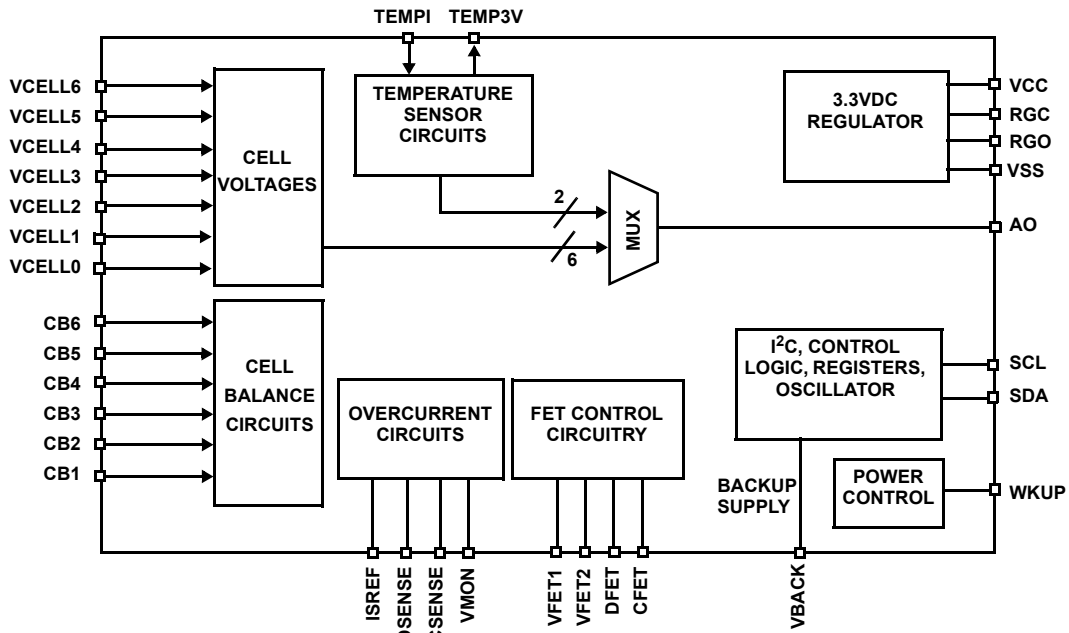 TEMPI TEMP3V
VCELL6
VCELL5
VCELL4
VCELL3
VCELL2
VCELL1
VCELL0
CELL
VOLTAGES
TEMPERATURE
SENSOR
CIRCUITS
2
6
MUX
3.3VDC
REGULATOR
VCC
RGC
RGO
VSS
AO
CB6
CB5
CB4
CB3
CB2
CB1
CELL
BALANCE
CIRCUITS
OVERCURRENT
CIRCUITS
FET CONTROL
CIRCUITRY
I²C, CONTROL
LOGIC, REGISTERS,
OSCILLATOR
SCL
SDA
BACKUP
SUPPLY
POWER
CONTROL
WKUP
ISREF
VMON
VFET1
VFET2
DFET
CFET
VBACK